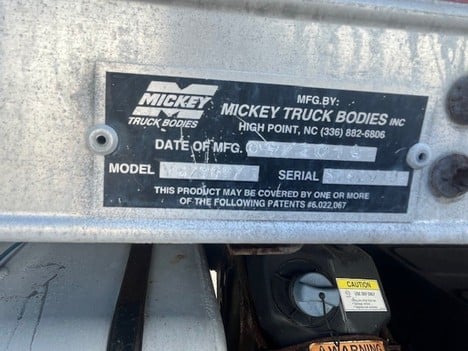 MICKEY
TRUCK BODIES
MFG.BY:
MICKEY TRUCK BODIES INC
HIGH POINT, NC (336) 882-6806
DATE OF MFG.
MODEL SERIAL
THIS PRODUCT MAY BE COVERED BY ONE OR MORE
OF THE FOLLOWING PATENTS #6,022,067
CAUTION
WARNING